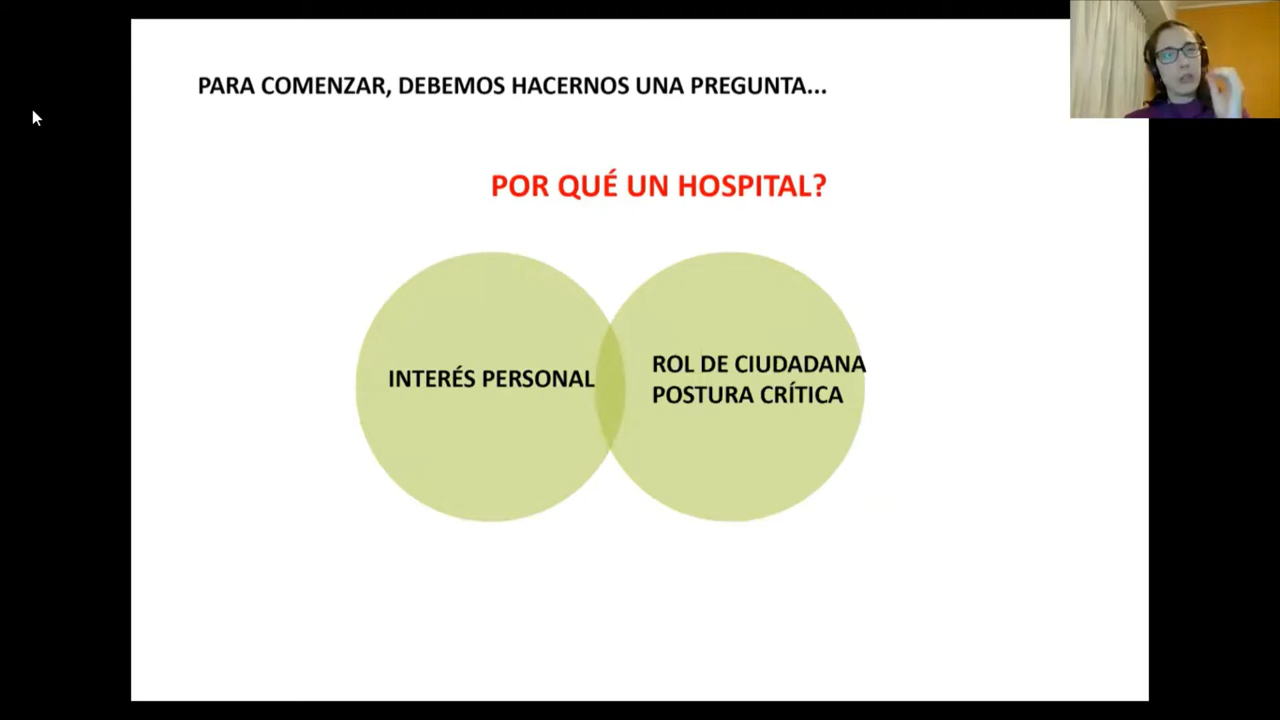 PARA COMENZAR, DEBEMOS HACERNOS UNA PREGUNTA...
POR QUÉ UN HOSPITAL?
INTERÉS PERSONAL
ROL DE CIUDADANA
POSTURA CRÍTICA